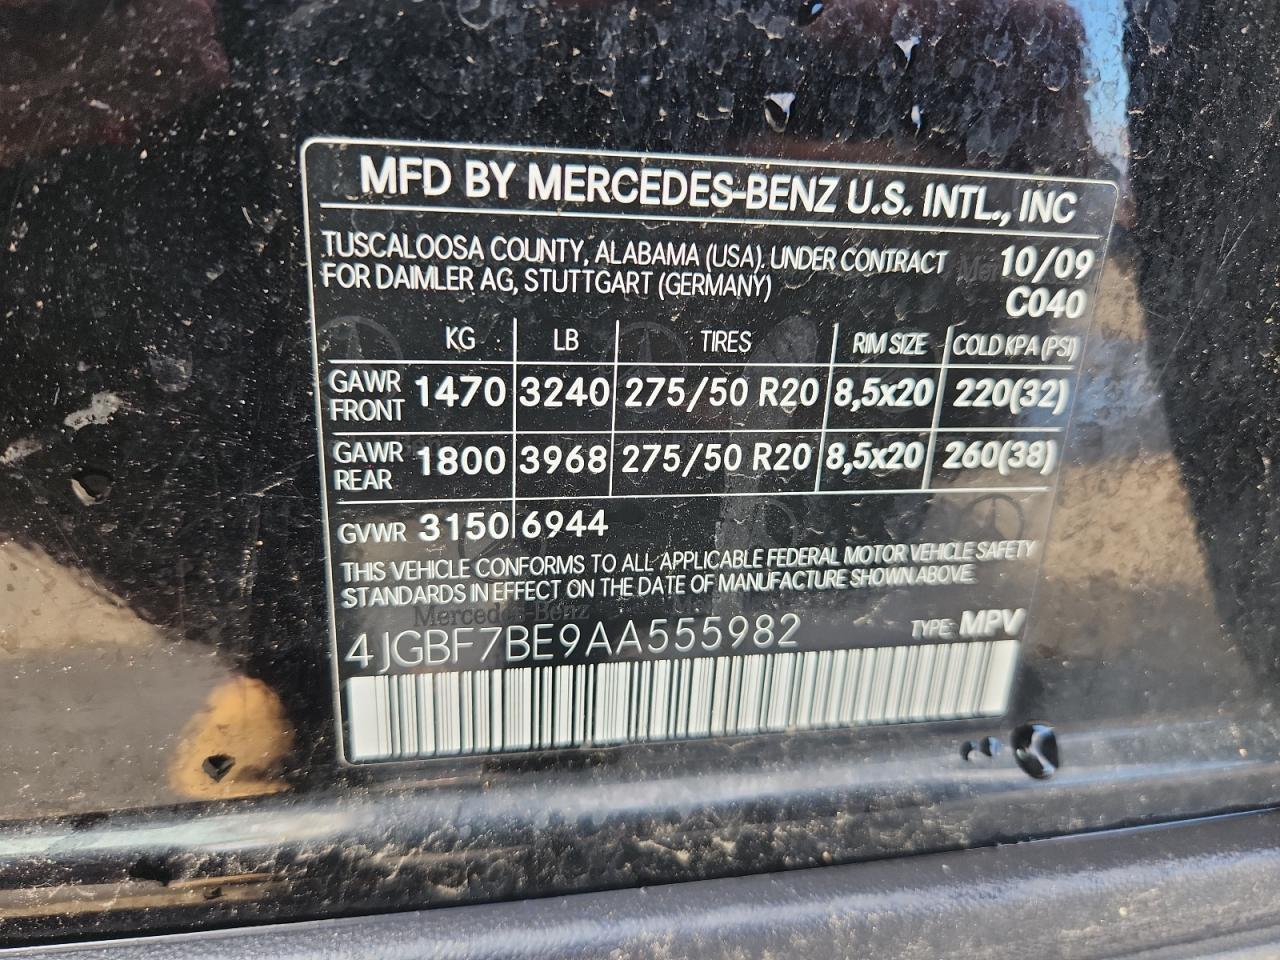 MFD BY MERCEDES-BENZ U.S. INTL., INC
TUSCALOOSA COUNTY, ALABAMA (USA). UNDER CONTRACT 10/09
FOR DAIMLER AG, STUTTGART (GERMANY) C040
KG LB TIRES RIM SIZE COLD KPA (PSI)
GAWR FRONT 1470 3240 275/50 R20 8,5x20 220(32)
GAWR REAR 1800 3968 275/50 R20 8,5x20 260(38)
GVWR 3150 6944
THIS VEHICLE CONFORMS TO ALL APPLICABLE FEDERAL MOTOR VEHICLE SAFETY
STANDARDS IN EFFECT ON THE DATE OF MANUFACTURE SHOWN ABOVE.
Mercedes-Benz
4JGBF7BE9AA555982 TYPE: MPV